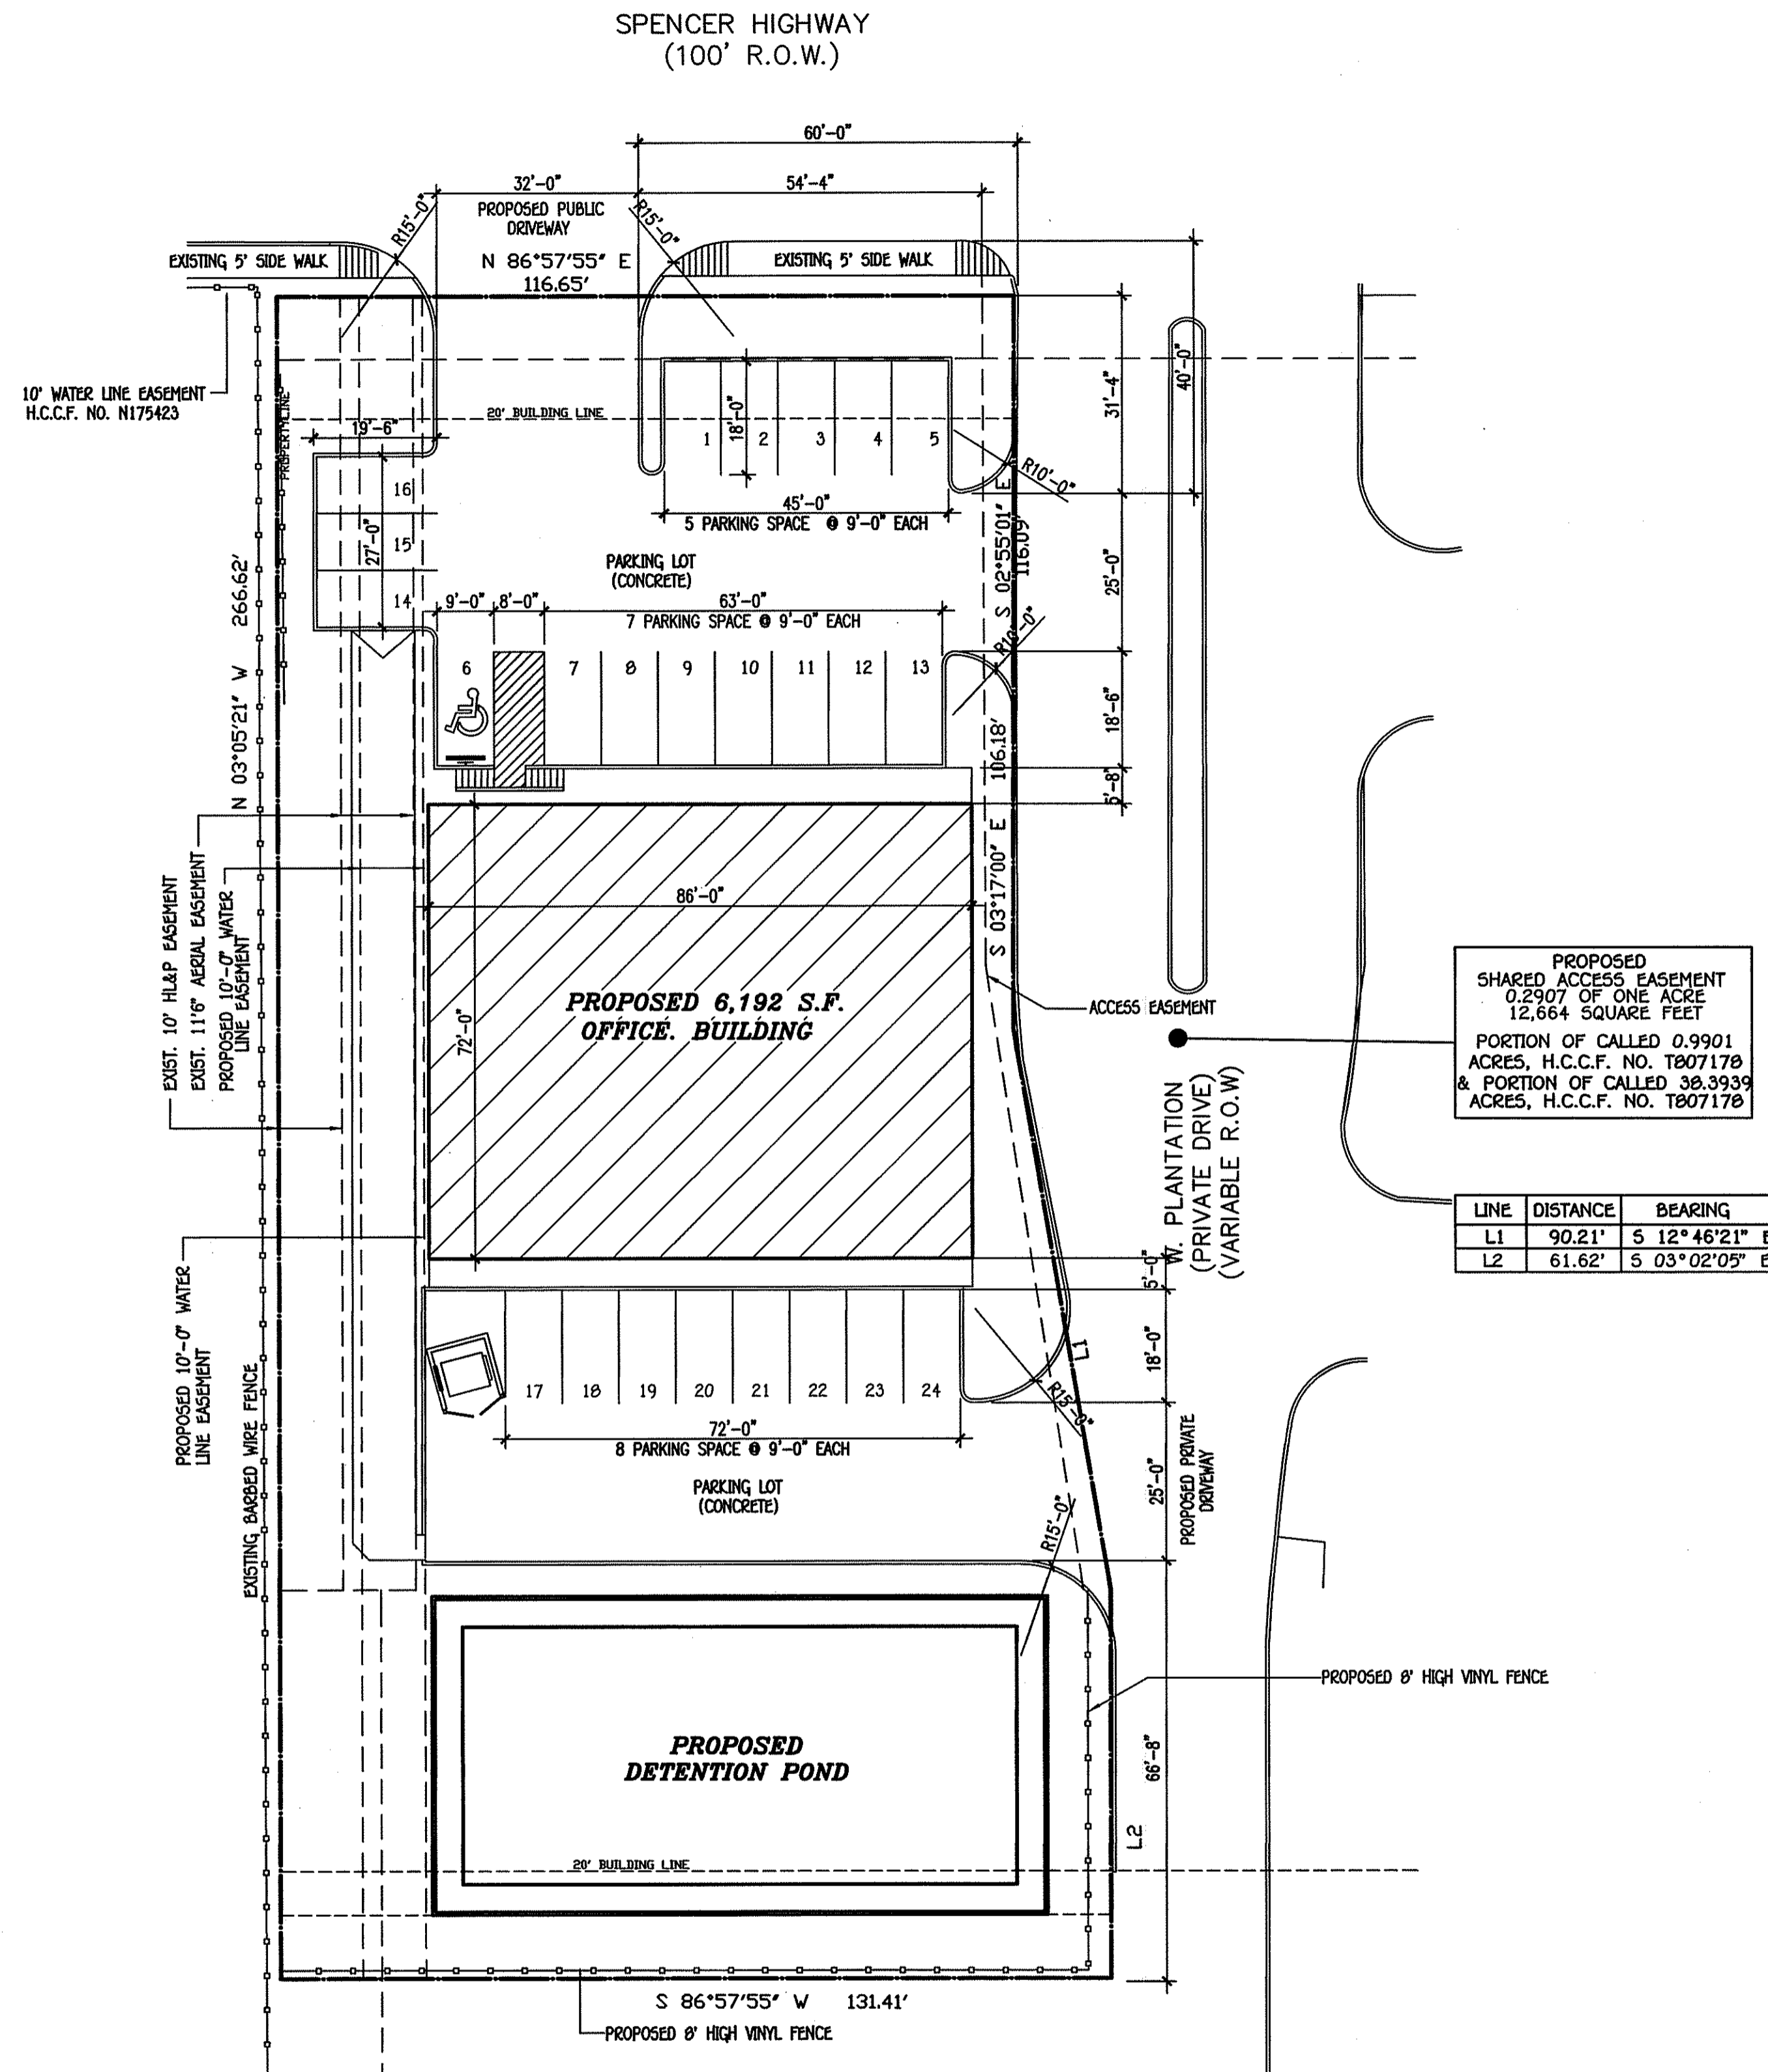 SPENCER HIGHWAY
(100' R.O.W.)
60'-0"
32'-0"
54'-4"
PROPOSED PUBLIC
DRIVEWAY
R15'-0"
R15'-0"
EXISTING 5' SIDE WALK
N 86°57'55" E
116.65'
EXISTING 5' SIDE WALK
10' WATER LINE EASEMENT
H.C.C.F. NO. N175423
PROPERTY LINE
20' BUILDING LINE
19'-6"
18'-0"
1
2
3
4
5
31'-4"
40'-0"
R10'-0"
45'-0"
5 PARKING SPACE @ 9'-0" EACH
16
15
14
27'-0"
S 02°55'01" E
116.09'
25'-0"
PARKING LOT
(CONCRETE)
9'-0"
8'-0"
63'-0"
7 PARKING SPACE @ 9'-0" EACH
R10'-0"
6
7
8
9
10
11
12
13
18'-6"
5'-8"
N 03°05'21" W 266.62'
S 03°17'00" E 106.18'
86'-0"
72'-0"
PROPOSED 6,192 S.F.
OFFICE. BUILDING
EXIST. 10' HL&P EASEMENT
EXIST. 11'6" AERIAL EASEMENT
PROPOSED 10'-0" WATER
LINE EASEMENT
ACCESS EASEMENT
PROPOSED
SHARED ACCESS EASEMENT
0.2907 OF ONE ACRE
12,664 SQUARE FEET
PORTION OF CALLED 0.9901
ACRES, H.C.C.F. NO. T807178
& PORTION OF CALLED 38.3939
ACRES, H.C.C.F. NO. T807178
W. PLANTATION
(PRIVATE DRIVE)
(VARIABLE R.O.W)
LINE DISTANCE BEARING
L1 90.21' S 12°46'21" E
L2 61.62' S 03°02'05" E
PROPOSED 10'-0" WATER
LINE EASEMENT
EXISTING BARBED WIRE FENCE
5'-0"
18'-0"
L1
R15'-0"
17
18
19
20
21
22
23
24
72'-0"
8 PARKING SPACE @ 9'-0" EACH
PARKING LOT
(CONCRETE)
25'-0"
PROPOSED PRIVATE
DRIVEWAY
R15'-0"
PROPOSED 8' HIGH VINYL FENCE
PROPOSED
DETENTION POND
66'-8"
L2
20' BUILDING LINE
S 86°57'55" W 131.41'
PROPOSED 8' HIGH VINYL FENCE